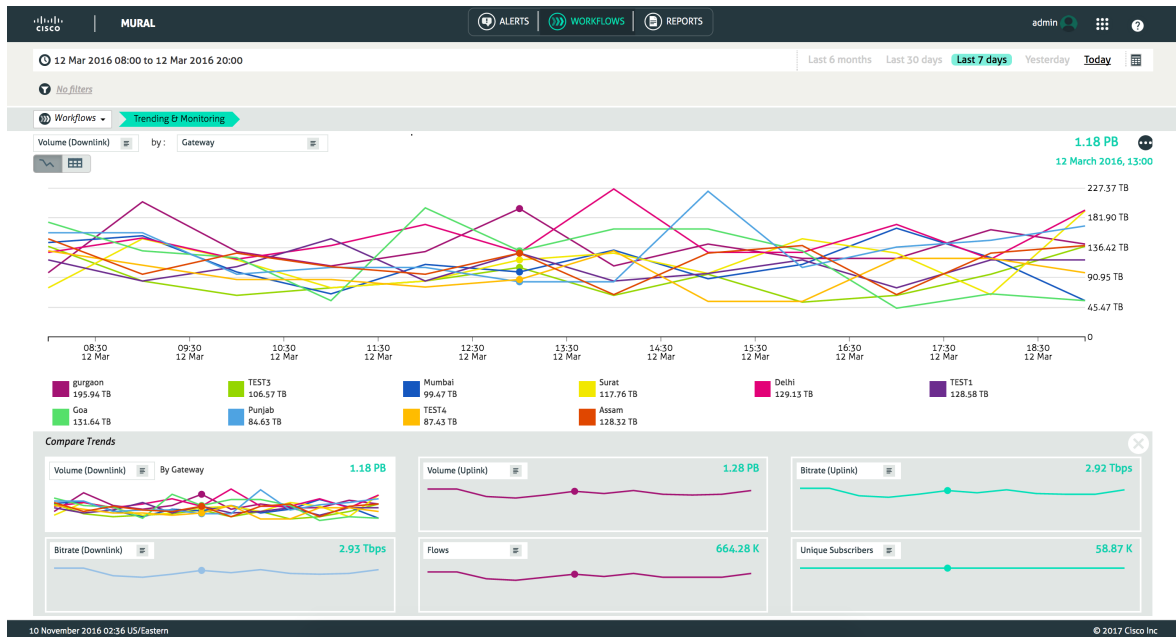 CISCO MURAL ALERTS WORKFLOWS REPORTS admin ?
12 Mar 2016 08:00 to 12 Mar 2016 20:00 Last 6 months Last 30 days Last 7 days Yesterday Today
No filters
Workflows Trending & Monitoring
Volume (Downlink) by : Gateway 1.18 PB
12 March 2016, 13:00
227.37 TB
181.90 TB
136.42 TB
90.95 TB
45.47 TB
0
08:30 09:30 10:30 11:30 12:30 13:30 14:30 15:30 16:30 17:30 18:30
12 Mar 12 Mar 12 Mar 12 Mar 12 Mar 12 Mar 12 Mar 12 Mar 12 Mar 12 Mar 12 Mar
gurgaon TEST3 Mumbai Surat Delhi TEST1
195.94 TB 106.57 TB 99.47 TB 117.76 TB 129.13 TB 128.58 TB
Goa Punjab TEST4 Assam
131.64 TB 84.63 TB 87.43 TB 128.32 TB
Compare Trends
Volume (Downlink) By Gateway 1.18 PB Volume (Uplink) 1.28 PB Bitrate (Uplink) 2.92 Tbps
Bitrate (Downlink) 2.93 Tbps Flows 664.28 K Unique Subscribers 58.87 K
10 November 2016 02:36 US/Eastern © 2017 Cisco Inc